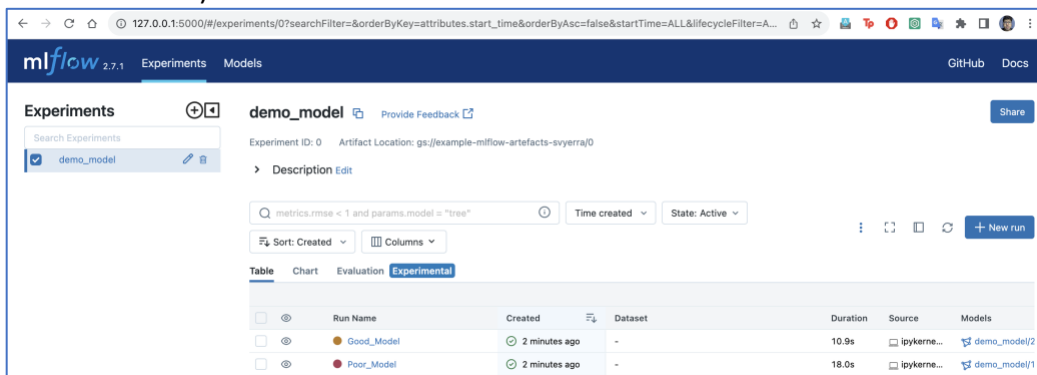 127.0.0.1:5000/#/experiments/0?searchFilter=&orderByKey=attributes.start_time&orderByAsc=false&startTime=ALL&lifecycleFilter=A...
mlflow 2.7.1 Experiments Models GitHub Docs
Experiments
Search Experiments
demo_model
demo_model Provide Feedback Share
Experiment ID: 0 Artifact Location: gs://example-mlflow-artefacts-svyerra/0
Description Edit
metrics.rmse < 1 and params.model = "tree" Time created State: Active
Sort: Created Columns + New run
Table Chart Evaluation Experimental
Run Name Created Dataset Duration Source Models
Good_Model 2 minutes ago - 10.9s ipykerne... demo_model/2
Poor_Model 2 minutes ago - 18.0s ipykerne... demo_model/1